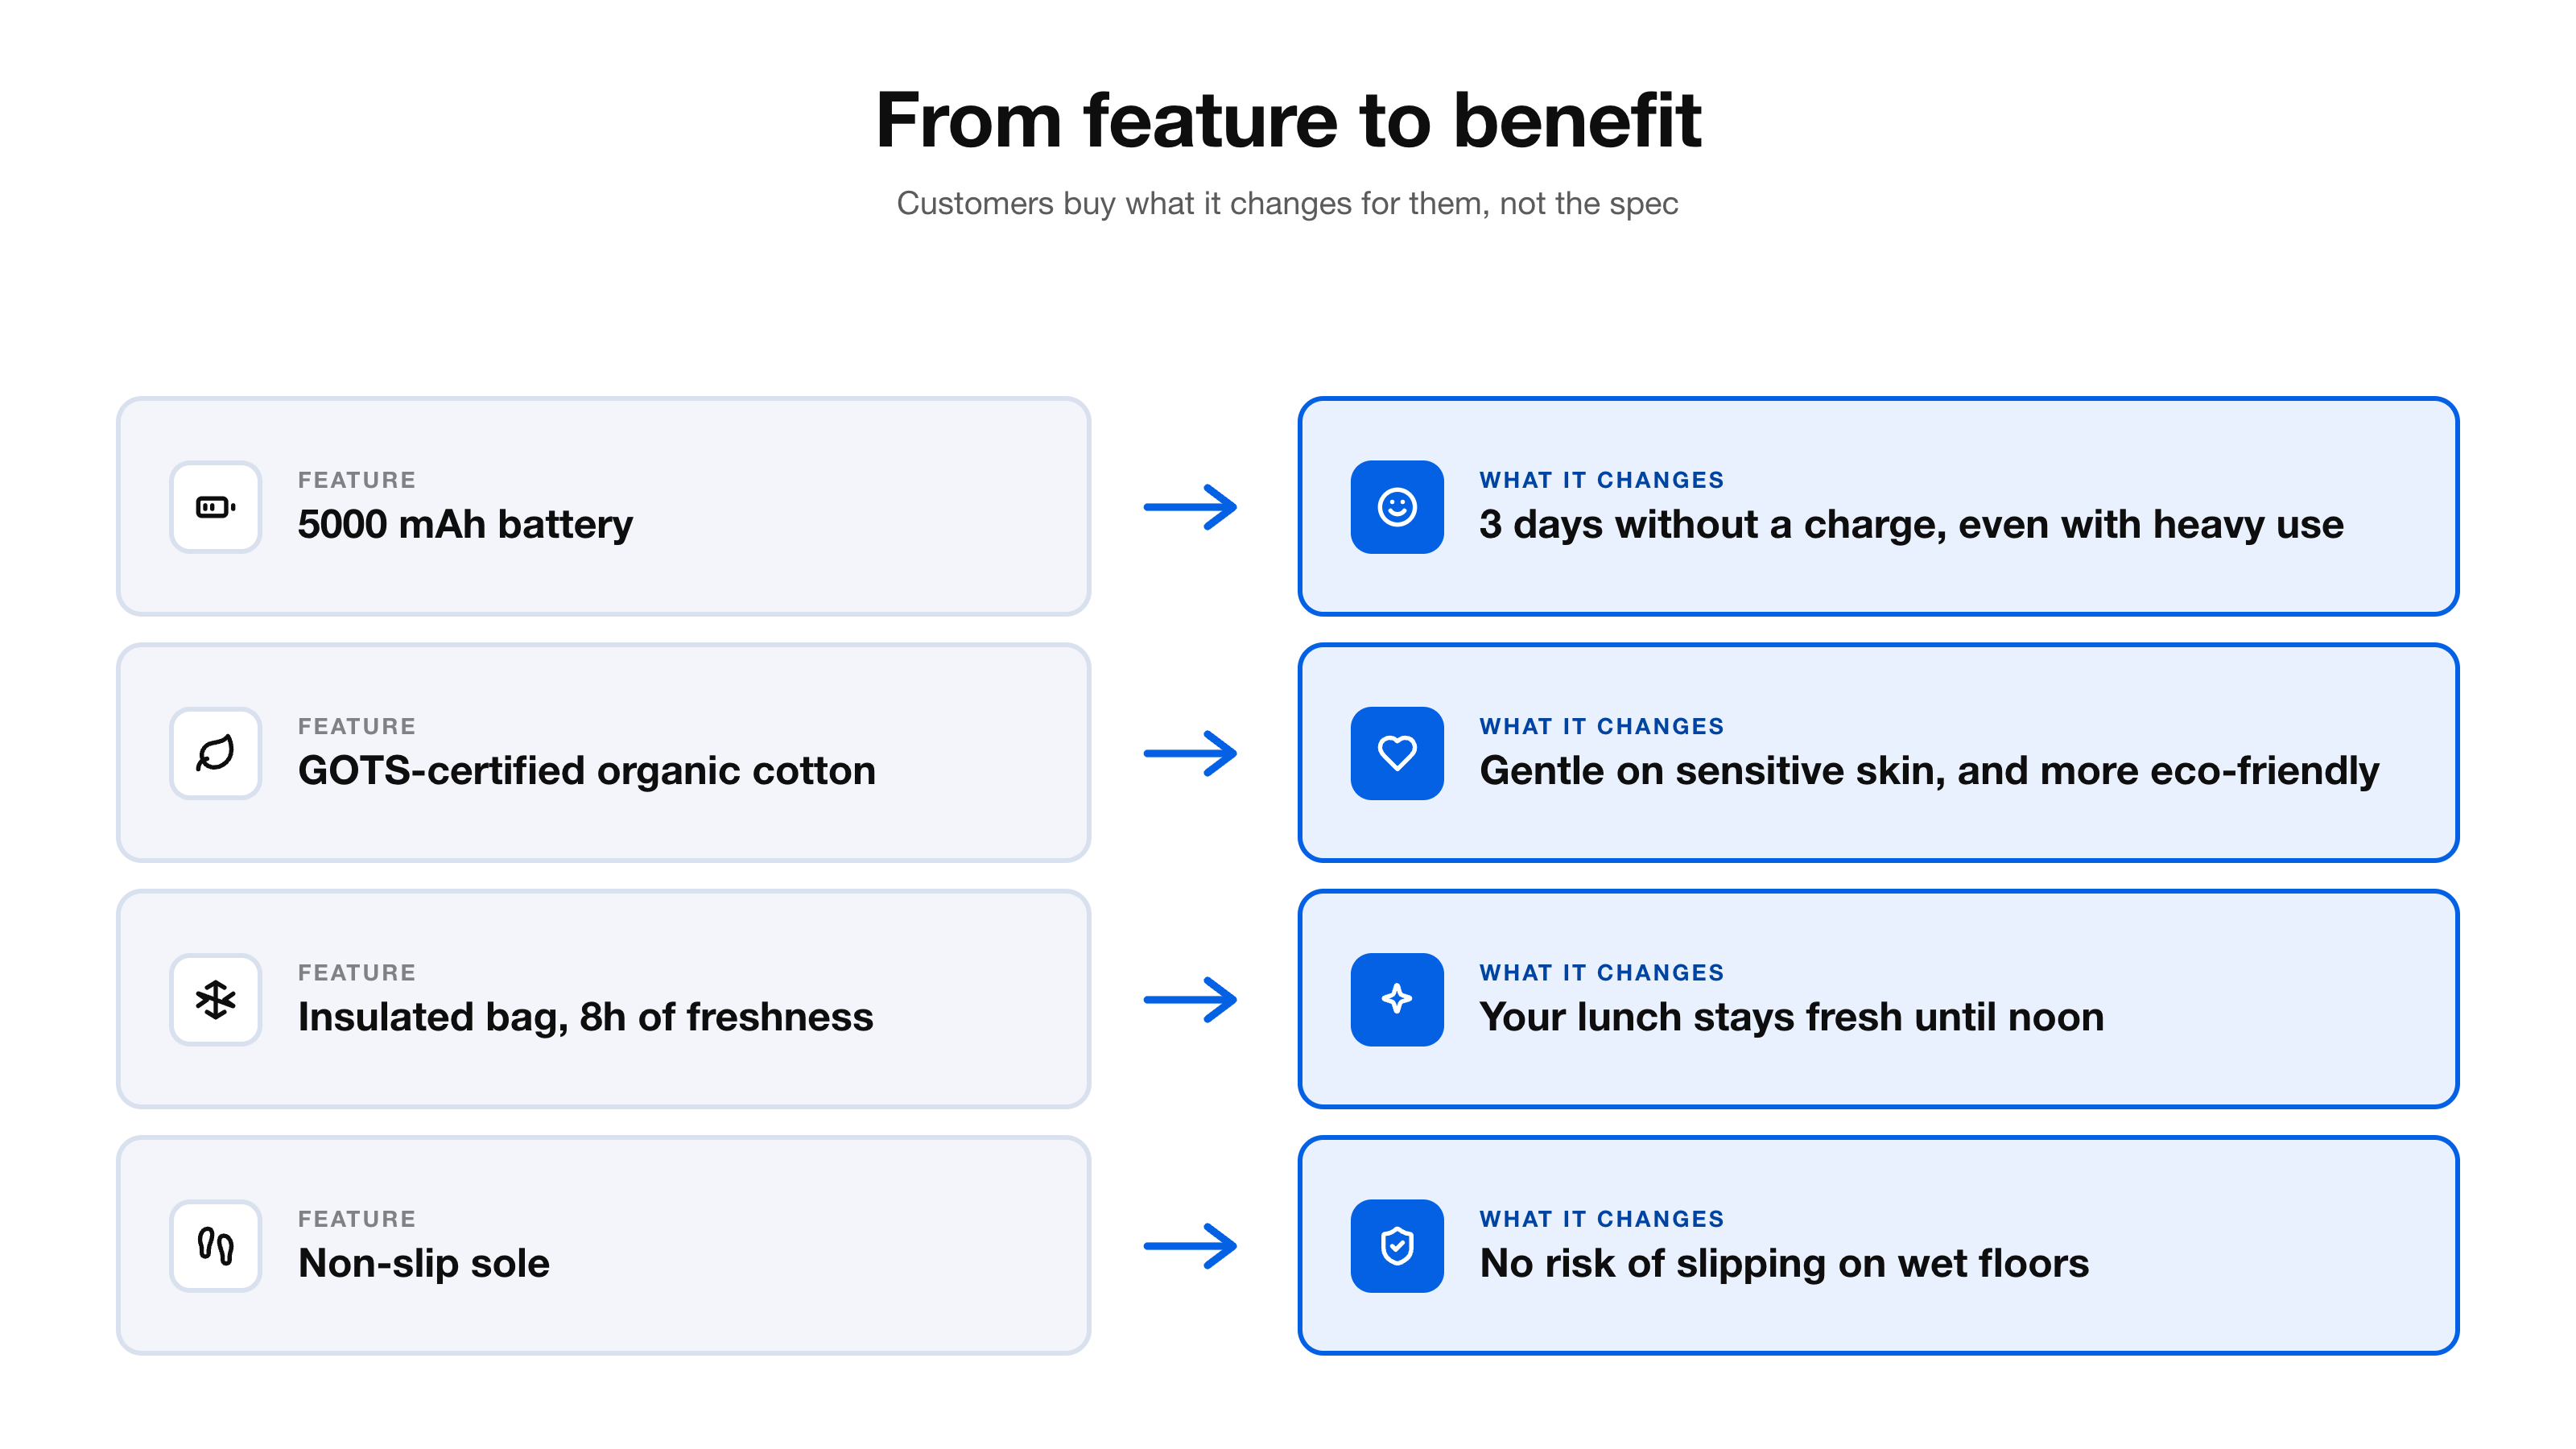 From feature to benefit
Customers buy what it changes for them, not the spec
FEATURE
5000 mAh battery
WHAT IT CHANGES
3 days without a charge, even with heavy use
FEATURE
GOTS-certified organic cotton
WHAT IT CHANGES
Gentle on sensitive skin, and more eco-friendly
FEATURE
Insulated bag, 8h of freshness
WHAT IT CHANGES
Your lunch stays fresh until noon
FEATURE
Non-slip sole
WHAT IT CHANGES
No risk of slipping on wet floors